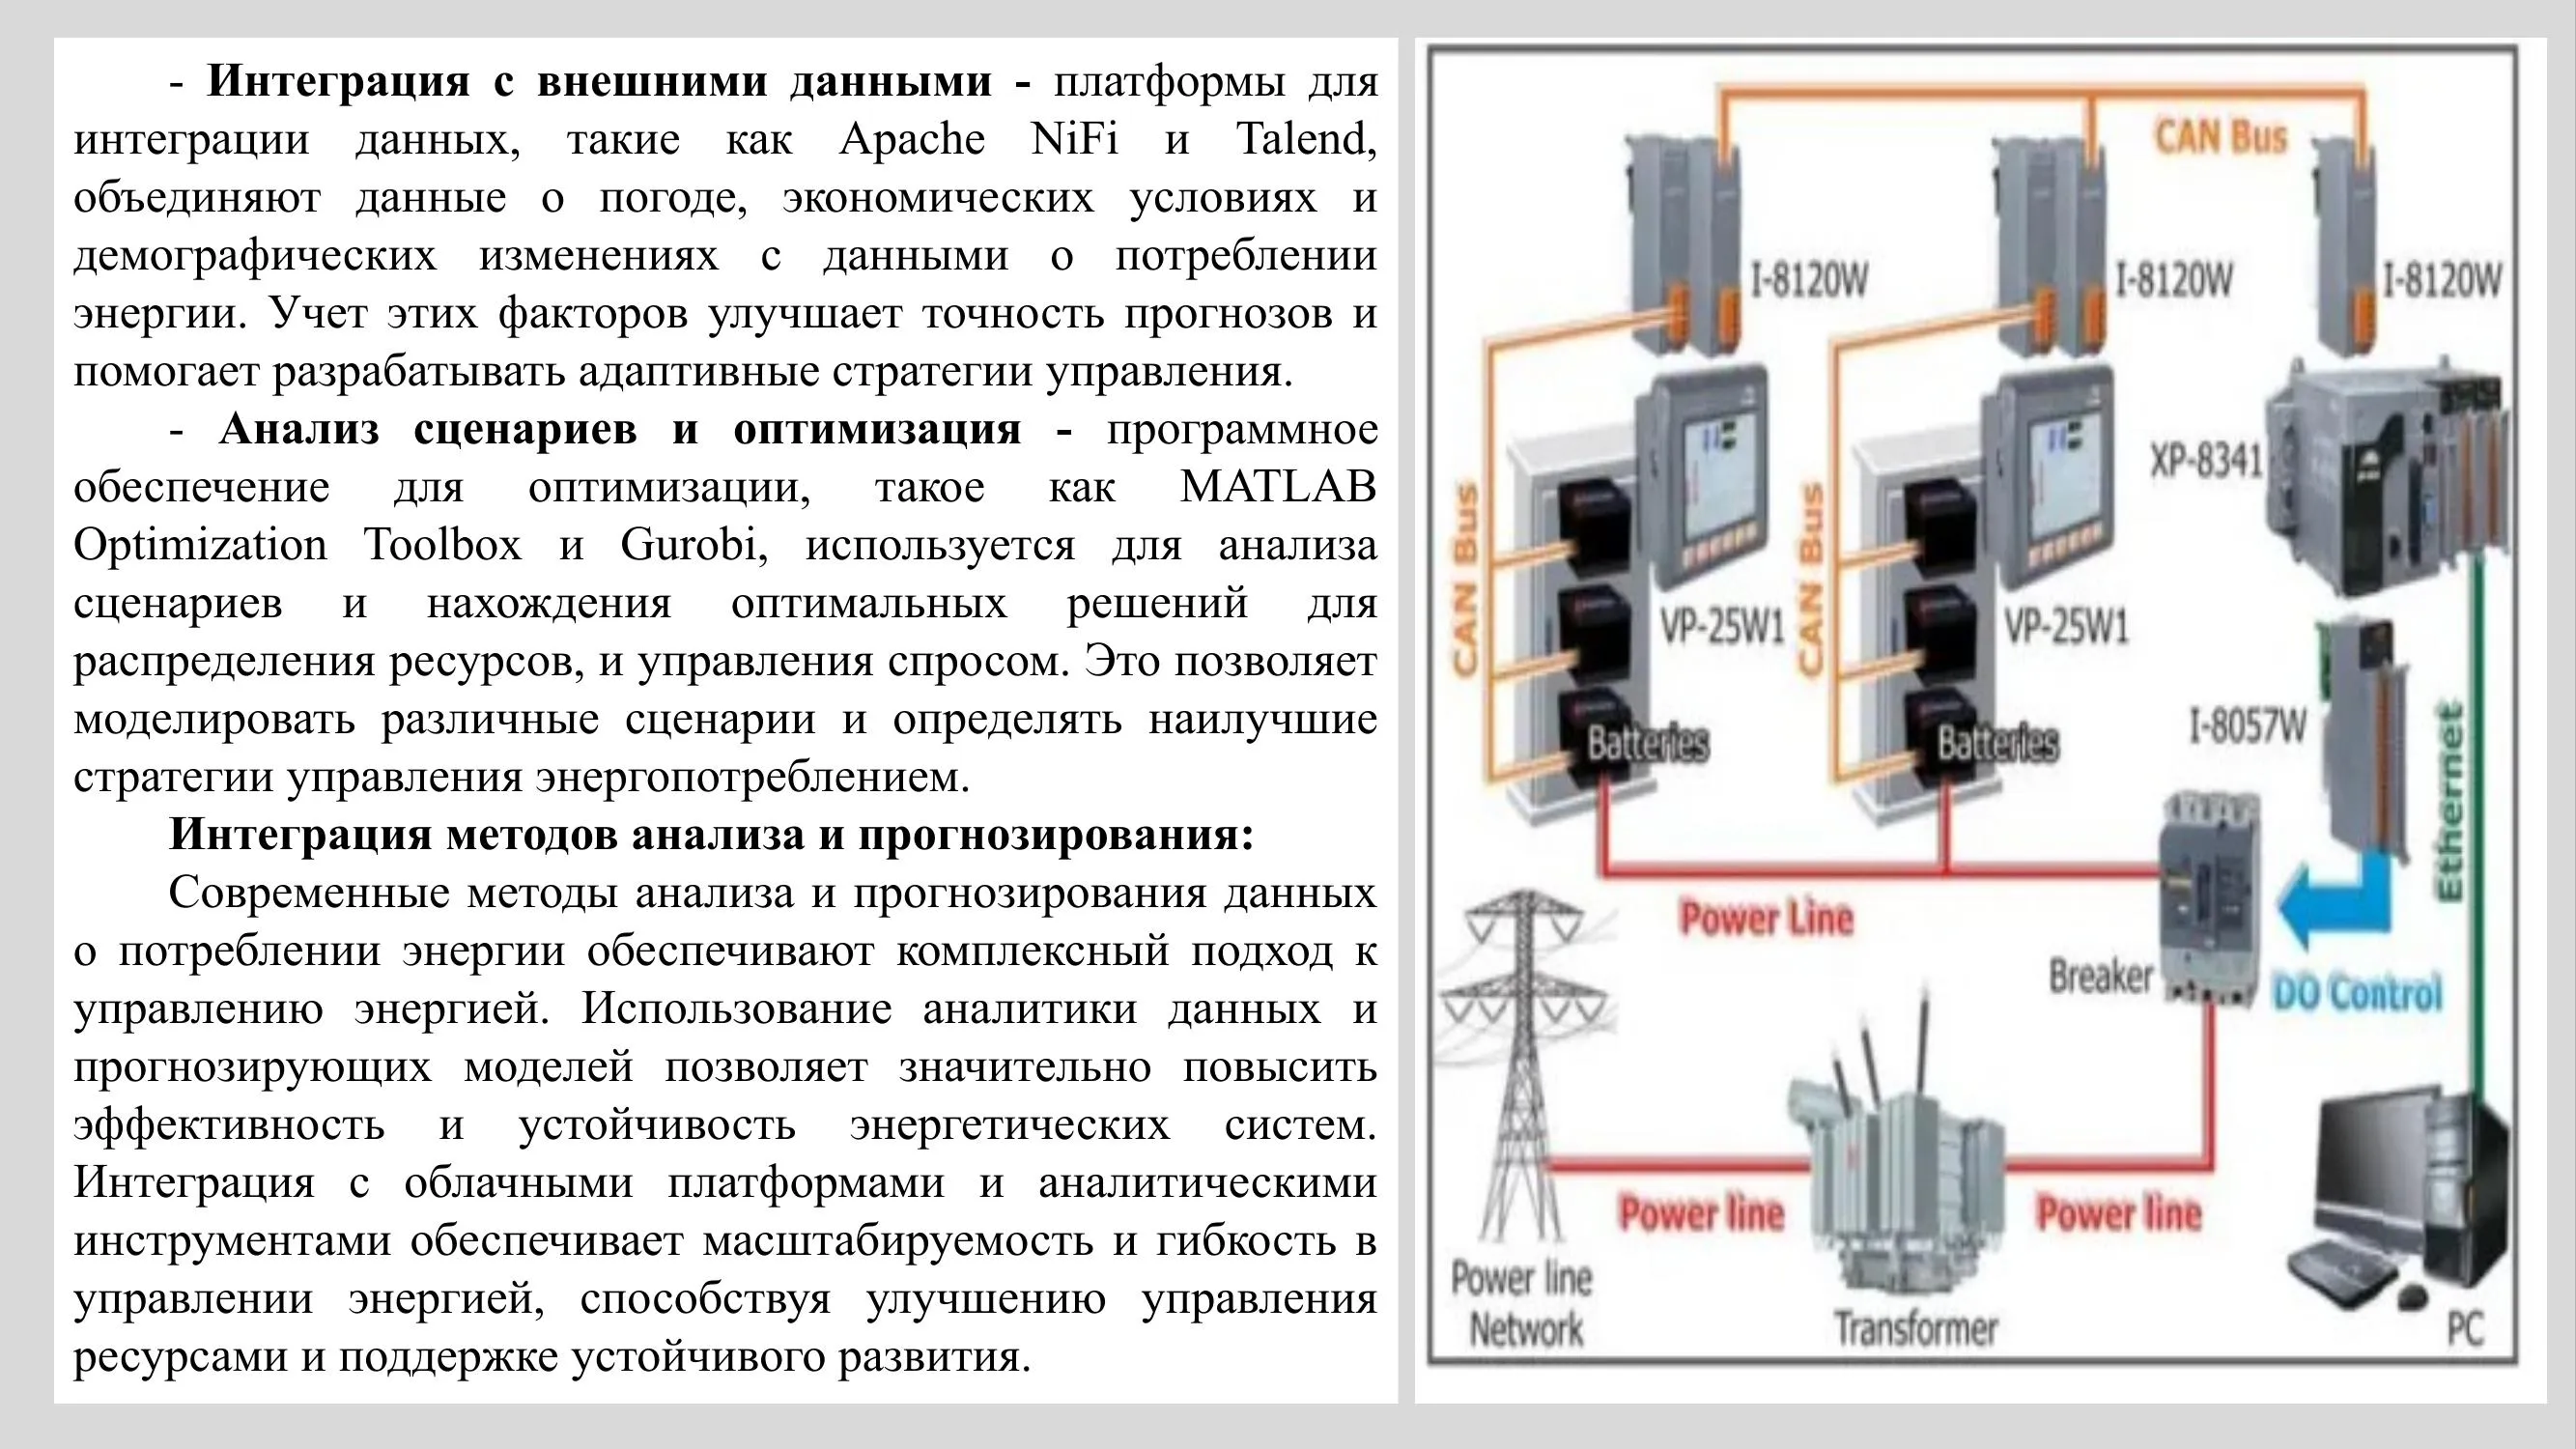 - Интеграция с внешними данными - платформы для
интеграции данных, такие как Apache NiFi и Talend,
объединяют данные о погоде, экономических условиях и
демографических изменениях с данными о потреблении
энергии. Учет этих факторов улучшает точность прогнозов и
помогает разрабатывать адаптивные стратегии управления.
- Анализ сценариев и оптимизация - программное
обеспечение для оптимизации, такое как MATLAB
Optimization Toolbox и Gurobi, используется для анализа
сценариев и нахождения оптимальных решений для
распределения ресурсов, и управления спросом. Это позволяет
моделировать различные сценарии и определять наилучшие
стратегии управления энергопотреблением.
Интеграция методов анализа и прогнозирования:
Современные методы анализа и прогнозирования данных
о потреблении энергии обеспечивают комплексный подход к
управлению энергией. Использование аналитики данных и
прогнозирующих моделей позволяет значительно повысить
эффективность и устойчивость энергетических систем.
Интеграция с облачными платформами и аналитическими
инструментами обеспечивает масштабируемость и гибкость в
управлении энергией, способствуя улучшению управления
ресурсами и поддержке устойчивого развития.
CAN Bus
I-8120W
I-8120W
I-8120W
XP-8341
CAN Bus
CAN Bus
VP-25W1
VP-25W1
I-8057W
Batteries
Batteries
Ethernet
Power Line
Breaker
DO Control
Power line
Power line
Power line
Network
Transformer
PC